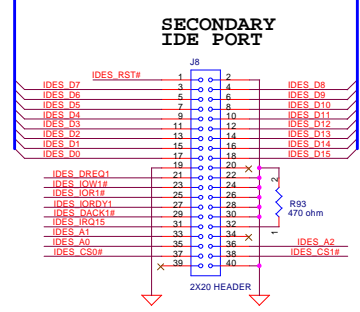 SECONDARY
IDE PORT
J8
IDES_RST# 1 2
IDES_D7 3 4 IDES_D8
IDES_D6 5 6 IDES_D9
IDES_D5 7 8 IDES_D10
IDES_D4 9 10 IDES_D11
IDES_D3 11 12 IDES_D12
IDES_D2 13 14 IDES_D13
IDES_D1 15 16 IDES_D14
IDES_D0 17 18 IDES_D15
19 20
IDES_DREQ1 21 22 2
IDES_IOW1# 23 24
IDES_IOR1# 25 26
IDES_IORDY1 27 28 R93
IDES_DACK1# 29 30 470 ohm
IDES_IRQ15 31 32 1
IDES_A1 33 34
IDES_A0 35 36 IDES_A2
IDES_CS0# 37 38 IDES_CS1#
39 40
2X20 HEADER